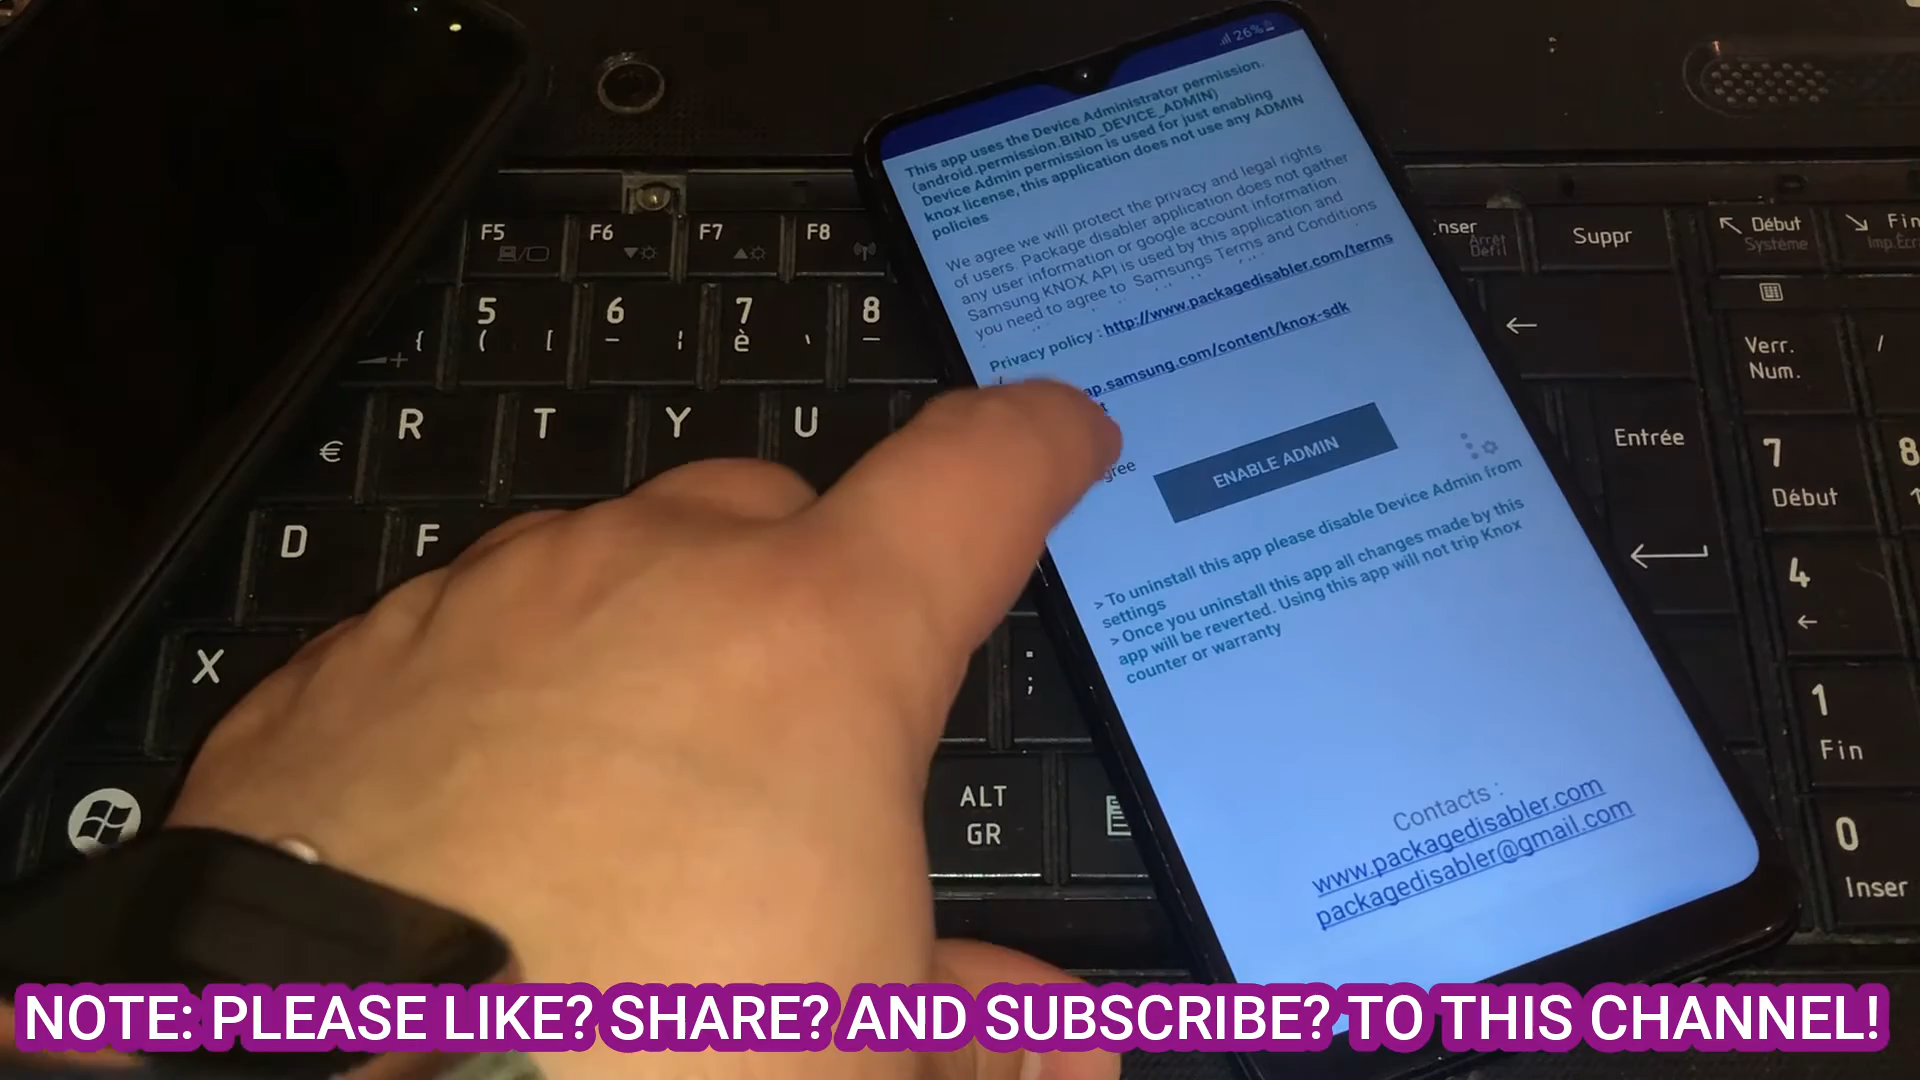 26%
This app uses the Device Administrator permission.
(android.permission.BIND_DEVICE_ADMIN)
Device Admin permission is used for just enabling
knox license, this application does not use any ADMIN
policies
We agree we will protect the privacy and legal rights
of users. Package disabler application does not gather
any user information or google account information.
Samsung KNOX API is used by this application and
you need to agree to Samsungs Terms and Conditions
Privacy policy : http://www.packagedisabler.com/terms
ap.samsung.com/content/knox-sdk
gree
ENABLE ADMIN
> To uninstall this app please disable Device Admin from
settings
> Once you uninstall this app all changes made by this
app will be reverted. Using this app will not trip Knox
counter or warranty
Contacts :
www.packagedisabler.com
packagedisabler@gmail.com
F5 F6 F7 F8
5 6 7 8
( [ - ¦ è ` _
{
R T Y U
€
D F
X
. ;
ALT
GR
Inser
Arrêt
Défil
Suppr
Début
Système
Fin
Imp.Écr
Verr.
Num.
/
Entrée
7
Début
8
4
1
Fin
0
Inser
NOTE: PLEASE LIKE? SHARE? AND SUBSCRIBE? TO THIS CHANNEL!